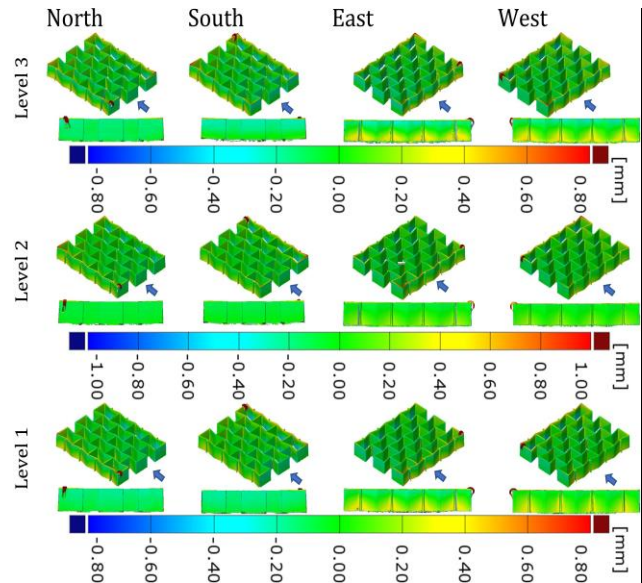 North South East West
Level 3
-0.80 -0.60 -0.40 -0.20 0.00 0.20 0.40 0.60 0.80 [mm]
Level 2
-1.00 -0.80 -0.60 -0.40 -0.20 0.00 0.20 0.40 0.60 0.80 1.00 [mm]
Level 1
-0.80 -0.60 -0.40 -0.20 0.00 0.20 0.40 0.60 0.80 [mm]